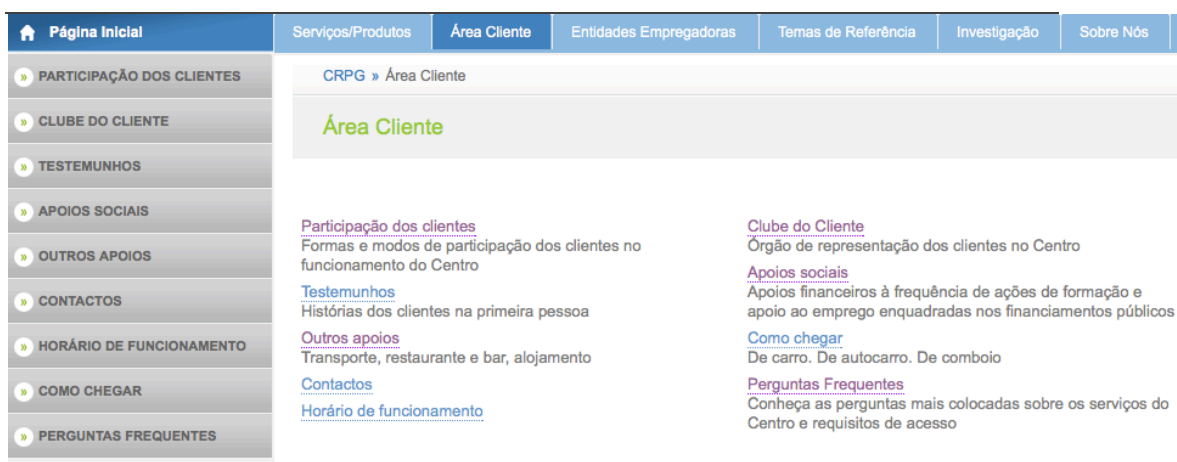 Página Inicial
Serviços/Produtos
Área Cliente
Entidades Empregadoras
Temas de Referência
Investigação
Sobre Nós
PARTICIPAÇÃO DOS CLIENTES
CLUBE DO CLIENTE
TESTEMUNHOS
APOIOS SOCIAIS
OUTROS APOIOS
CONTACTOS
HORÁRIO DE FUNCIONAMENTO
COMO CHEGAR
PERGUNTAS FREQUENTES
CRPG » Área Cliente
Área Cliente
Participação dos clientes
Formas e modos de participação dos clientes no
funcionamento do Centro
Testemunhos
Histórias dos clientes na primeira pessoa
Outros apoios
Transporte, restaurante e bar, alojamento
Contactos
Horário de funcionamento
Clube do Cliente
Órgão de representação dos clientes no Centro
Apoios sociais
Apoios financeiros à frequência de ações de formação e
apoio ao emprego enquadradas nos financiamentos públicos
Como chegar
De carro. De autocarro. De comboio
Perguntas Frequentes
Conheça as perguntas mais colocadas sobre os serviços do
Centro e requisitos de acesso